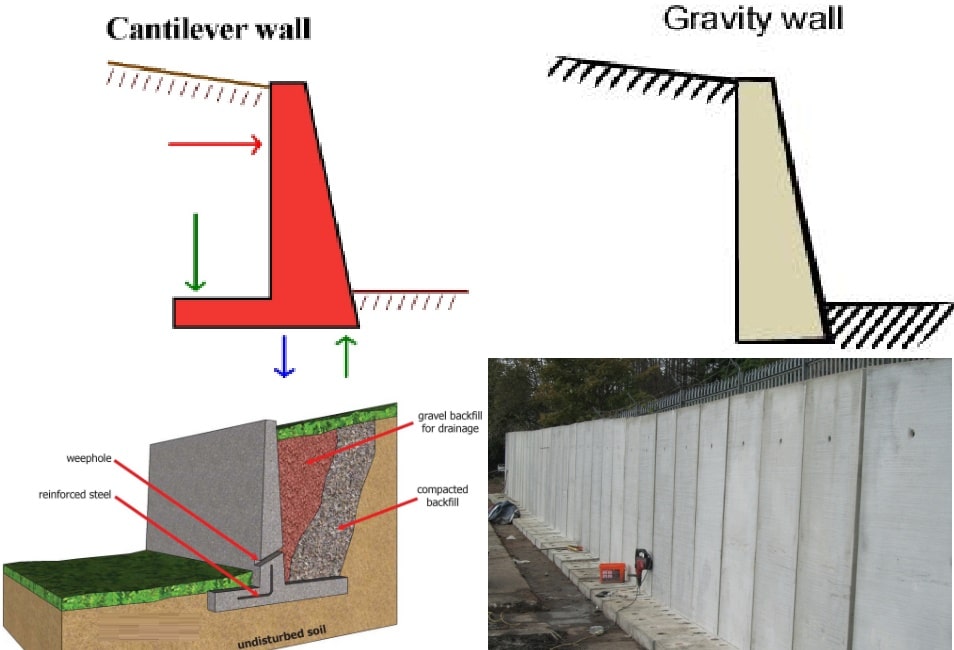 Cantilever wall
Gravity wall
gravel backfill
for drainage
weephole
reinforced steel
compacted
backfill
undisturbed soil